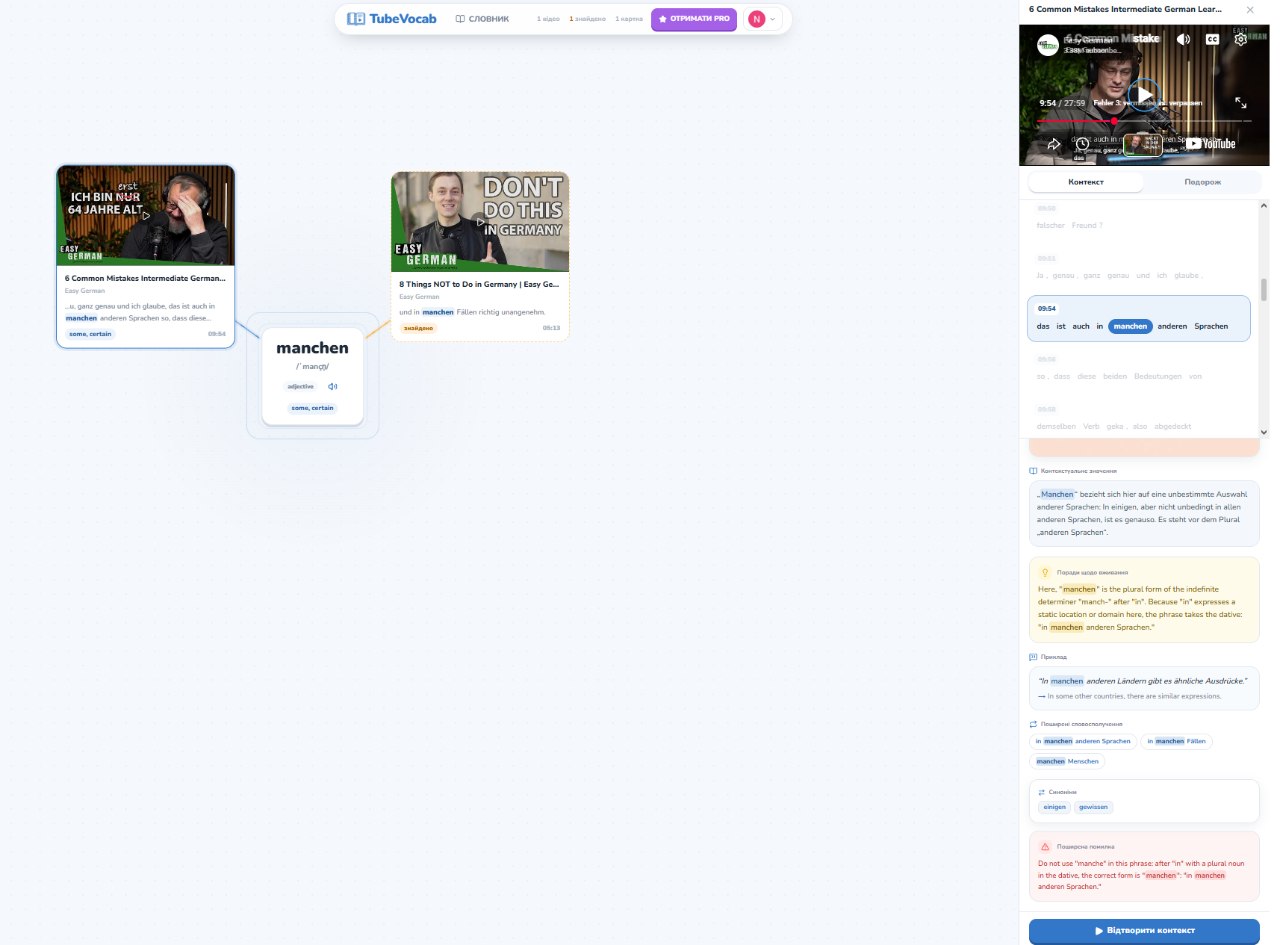 TubeVocab
СЛОВНИК
1 відео
1 знайдено
1 картка
ОТРИМАТИ PRO
N
erst
ICH BIN NUR
64 JAHRE ALT
EASY
GERMAN
6 Common Mistakes Intermediate German...
Easy German
...u, ganz genau und ich glaube, das ist auch in
manchen anderen Sprachen so, dass diese...
some, certain
09:54
DON'T
DO THIS
IN GERMANY
EASY
GERMAN
8 Things NOT to Do in Germany | Easy Ge...
Easy German
und in manchen Fällen richtig unangenehm.
знайдено
05:13
manchen
adjective
some, certain
6 Common Mistakes Intermediate German Lear...
Easy German
9:54 / 27:59
YouTube
Контекст
Подорож
falscher Freund ?
Ja , genau , ganz genau und ich glaube ,
09:54
das ist auch in manchen anderen Sprachen
so , dass diese beiden Bedeutungen von
09:58
demselben Verb geka , also abgedeckt
Контекстуальне значення
„Manchen“ bezieht sich hier auf eine unbestimmte Auswahl
anderer Sprachen: In einigen, aber nicht unbedingt in allen
anderen Sprachen, ist es genauso. Es steht vor dem Plural
„anderen Sprachen“.
Поради щодо вживання
Here, "manchen" is the plural form of the indefinite
determiner "manch-" after "in". Because "in" expresses a
static location or domain here, the phrase takes the dative:
"in manchen anderen Sprachen."
Приклад
"In manchen anderen Ländern gibt es ähnliche Ausdrücke."
→ In some other countries, there are similar expressions.
Поширені словосполучення
in manchen anderen Sprachen
in manchen Fällen
manchen Menschen
Синоніми
einigen
gewissen
Поширена помилка
Do not use "manche" in this phrase: after "in" with a plural noun
in the dative, the correct form is "manchen": "in manchen
anderen Sprachen."
Відтворити контекст